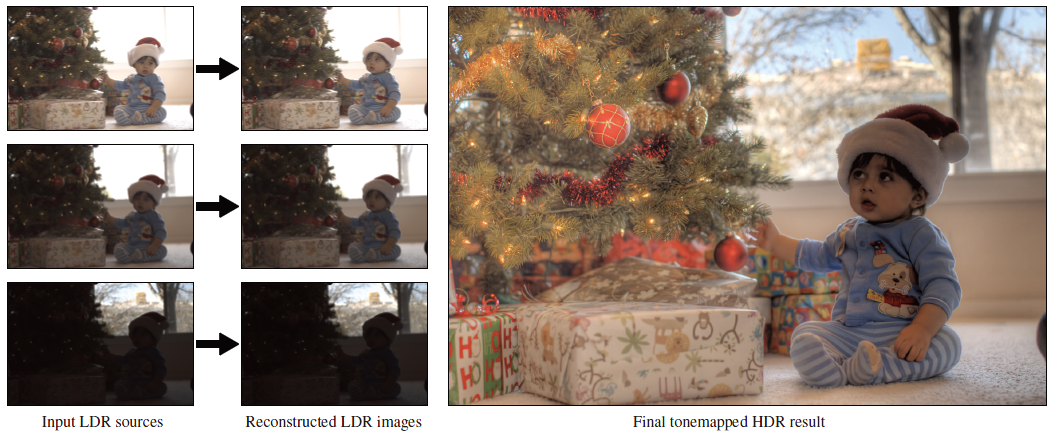 Input LDR sources
Reconstructed LDR images
Final tonemapped HDR result